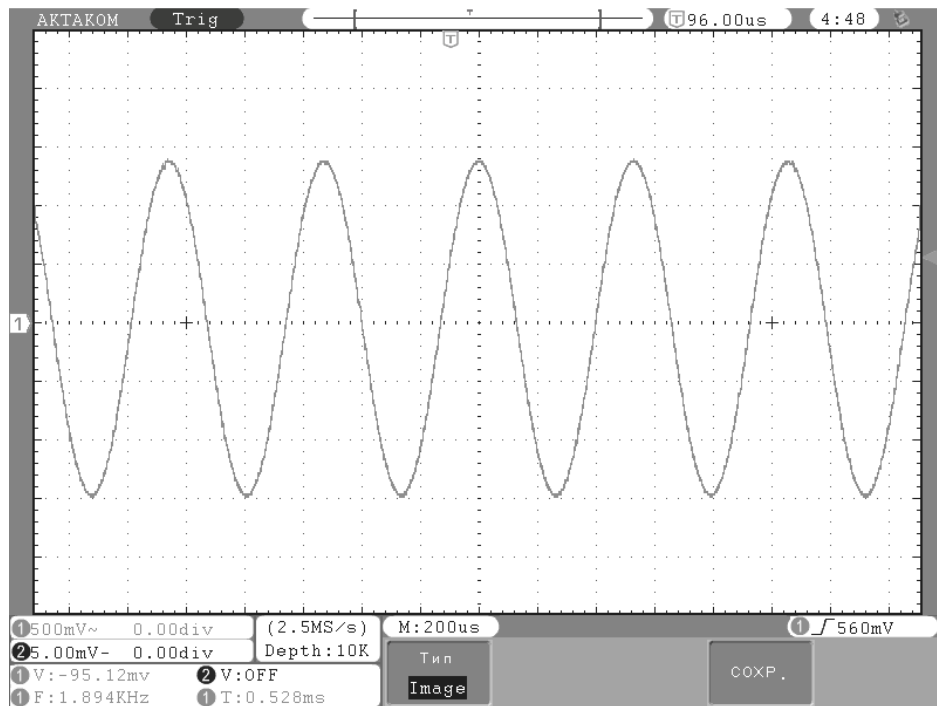 AKTAKOM Trig T T 96.00us 4:48
T
1
1 500mV~ 0.00div (2.5MS/s) M:200us 1 560mV
2 5.00mV- 0.00div Depth:10K
1 V:-95.12mv 2 V:OFF
1 F:1.894KHz 1 T:0.528ms
Тип
Image
СОХР.